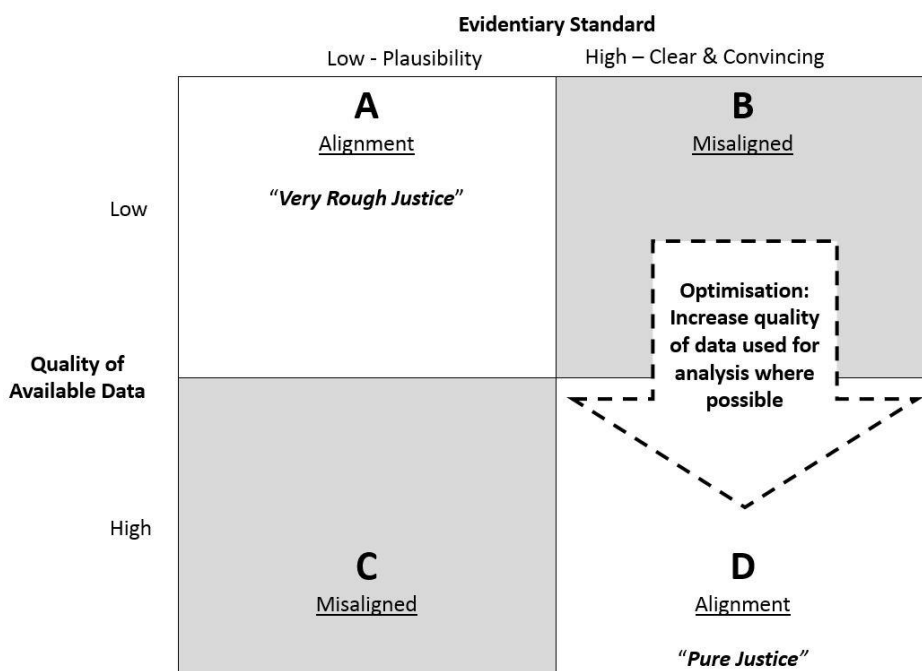 Evidentiary Standard
Low - Plausibility
High – Clear & Convincing
A
Alignment
“Very Rough Justice”
B
Misaligned
Low
Optimisation:
Increase quality
of data used for
analysis where
possible
Quality of
Available Data
High
C
Misaligned
D
Alignment
“Pure Justice”